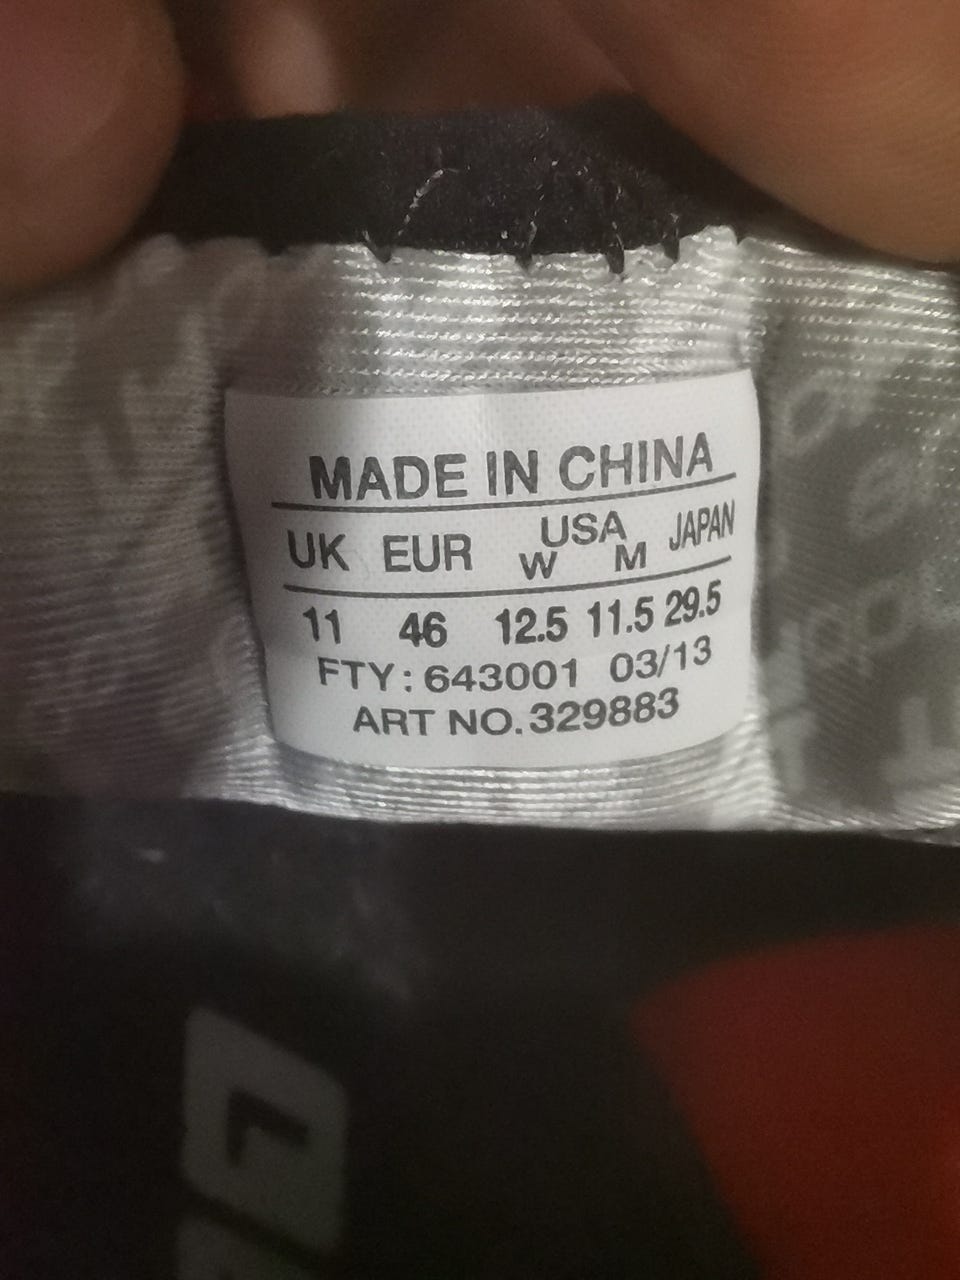 MADE IN CHINA
UK EUR USA JAPAN
W M
11 46 12.5 11.5 29.5
FTY: 643001 03/13
ART NO. 329883
L